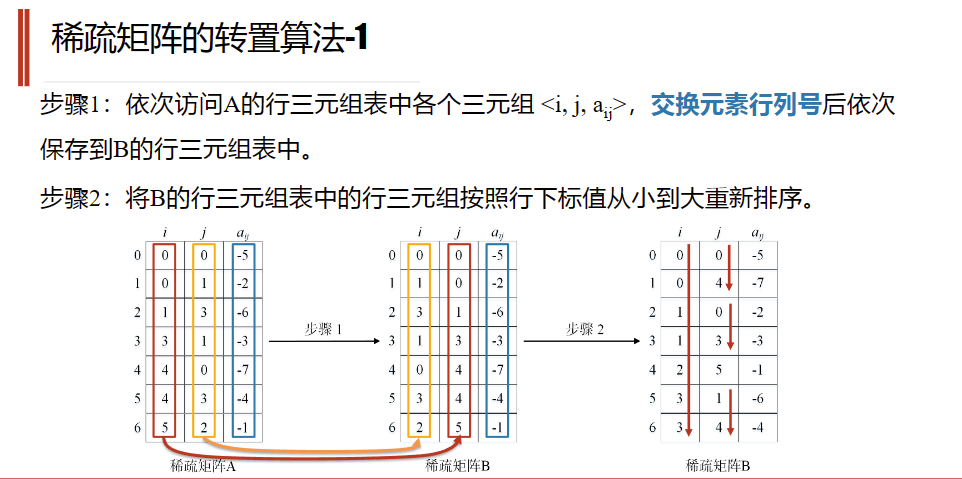 稀疏矩阵的转置算法-1
步骤1：依次访问A的行三元组表中各个三元组 <i, j, aij>，交换元素行列号后依次
保存到B的行三元组表中。
步骤2：将B的行三元组表中的行三元组按照行下标值从小到大重新排序。
i j aij
0 0 0 -5
1 0 1 -2
2 1 3 -6
3 3 1 -3
4 4 0 -7
5 4 3 -4
6 5 2 -1
稀疏矩阵A
步骤 1
i j aij
0 0 0 -5
1 1 0 -2
2 3 1 -6
3 1 3 -3
4 0 4 -7
5 3 4 -4
6 2 5 -1
稀疏矩阵B
步骤 2
i j aij
0 0 0 -5
1 0 4 -7
2 1 0 -2
3 1 3 -3
4 2 5 -1
5 3 1 -6
6 3 4 -4
稀疏矩阵B